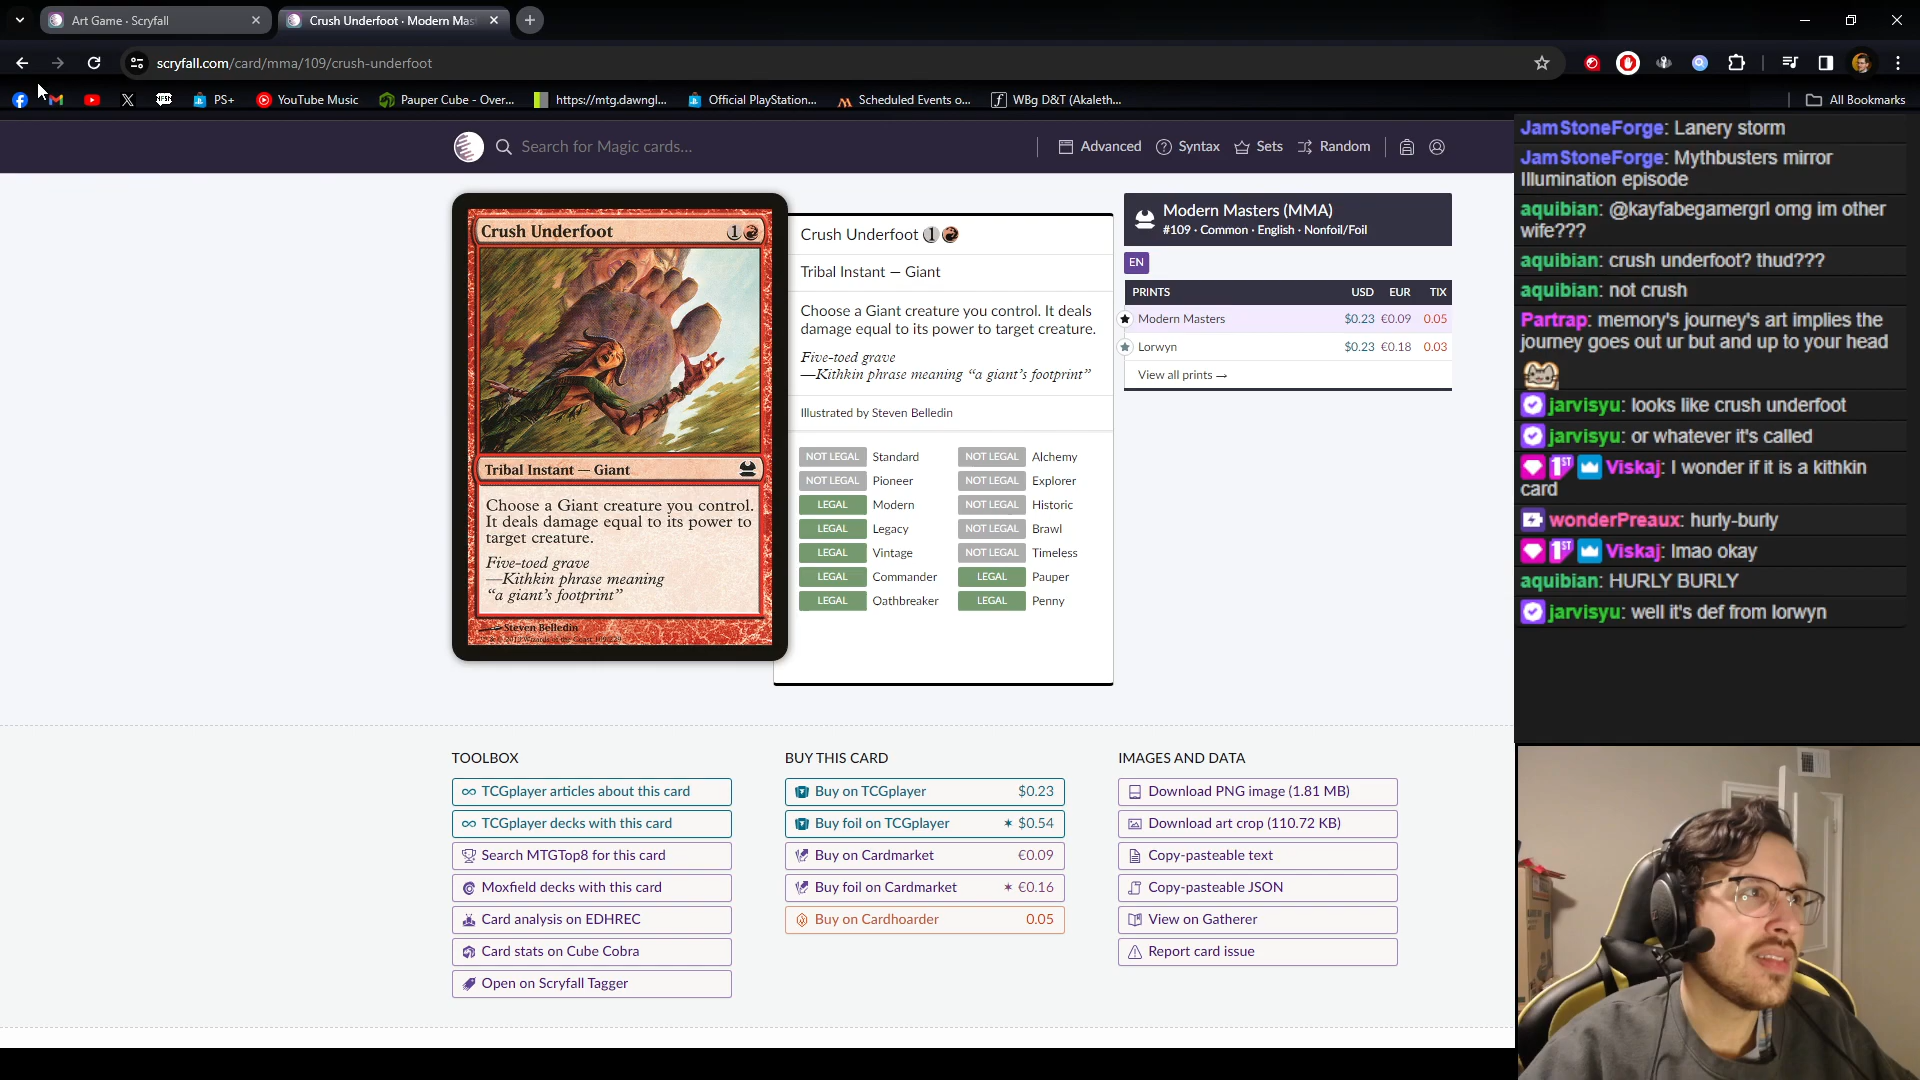 Art Game · Scryfall
Crush Underfoot · Modern Mas
scryfall.com/card/mma/109/crush-underfoot
PS+
YouTube Music
Pauper Cube - Over...
https://mtg.dawngl...
Official PlayStation...
Scheduled Events o...
WBg D&T (Akaleth...
All Bookmarks
Search for Magic cards...
Advanced
Syntax
Sets
Random
Crush Underfoot 1
Tribal Instant — Giant
Choose a Giant creature you control.
It deals damage equal to its power to
target creature.
Five-toed grave
—Kithkin phrase meaning
"a giant's footprint"
Steven Belledin
Crush Underfoot 1
Tribal Instant — Giant
Choose a Giant creature you control. It deals
damage equal to its power to target creature.
Five-toed grave
—Kithkin phrase meaning "a giant's footprint"
Illustrated by Steven Belledin
NOT LEGAL Standard NOT LEGAL Alchemy
NOT LEGAL Pioneer NOT LEGAL Explorer
LEGAL Modern NOT LEGAL Historic
LEGAL Legacy NOT LEGAL Brawl
LEGAL Vintage NOT LEGAL Timeless
LEGAL Commander LEGAL Pauper
LEGAL Oathbreaker LEGAL Penny
Modern Masters (MMA)
#109 · Common · English · Nonfoil/Foil
EN
PRINTS USD EUR TIX
Modern Masters $0.23 €0.09 0.05
Lorwyn $0.23 €0.18 0.03
View all prints →
TOOLBOX
TCGplayer articles about this card
TCGplayer decks with this card
Search MTGTop8 for this card
Moxfield decks with this card
Card analysis on EDHREC
Card stats on Cube Cobra
Open on Scryfall Tagger
BUY THIS CARD
Buy on TCGplayer $0.23
Buy foil on TCGplayer ✶ $0.54
Buy on Cardmarket €0.09
Buy foil on Cardmarket ✶ €0.16
Buy on Cardhoarder 0.05
IMAGES AND DATA
Download PNG image (1.81 MB)
Download art crop (110.72 KB)
Copy-pasteable text
Copy-pasteable JSON
View on Gatherer
Report card issue
JamStoneForge: Lanery storm
JamStoneForge: Mythbusters mirror
Illumination episode
aquibian: @kayfabegamergrl omg im other
wife???
aquibian: crush underfoot? thud???
aquibian: not crush
Partrap: memory's journey's art implies the
journey goes out ur but and up to your head
jarvisyu: looks like crush underfoot
jarvisyu: or whatever it's called
1ST Viskaj: I wonder if it is a kithkin
card
wonderPreaux: hurly-burly
1ST Viskaj: lmao okay
aquibian: HURLY BURLY
jarvisyu: well it's def from lorwyn